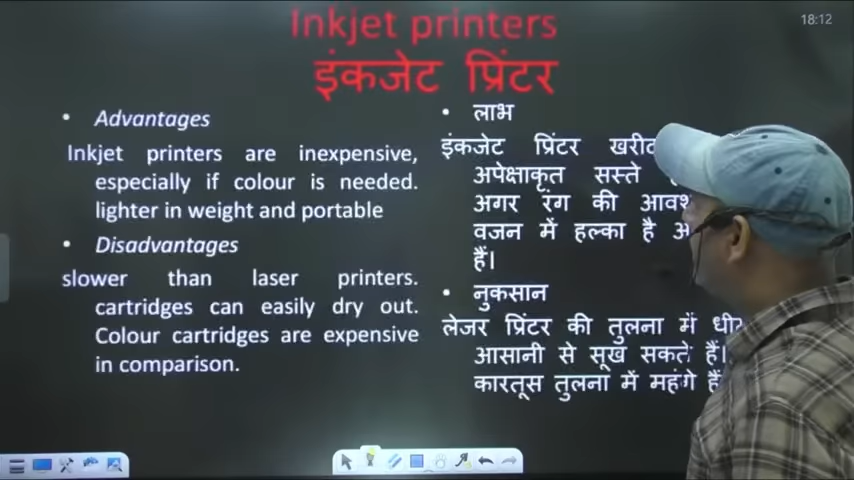 18:12
Inkjet printers
इंकजेट प्रिंटर
• Advantages
Inkjet printers are inexpensive,
especially if colour is needed.
lighter in weight and portable
• Disadvantages
slower than laser printers.
cartridges can easily dry out.
Colour cartridges are expensive
in comparison.
• लाभ
इंकजेट प्रिंटर
अपेक्षाकृत सस्ते
अगर रंग की
वजन में हल्का है
हैं।
• नुकसान
लेजर प्रिंटर की तुलना में
आसानी से सूख सकते हैं।
कारतूस तुलना में महंगे